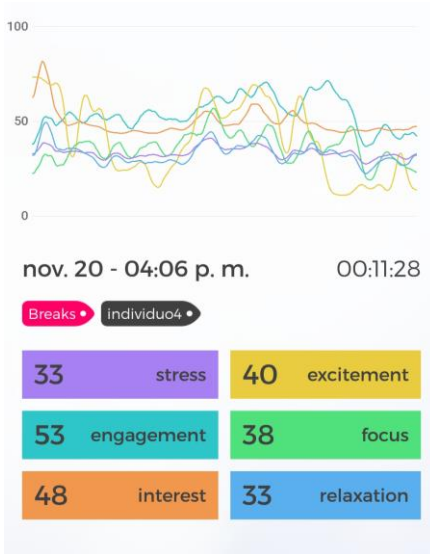 100
50
0
nov. 20 - 04:06 p. m. 00:11:28
Breaks individuo4
33 stress 40 excitement
53 engagement 38 focus
48 interest 33 relaxation